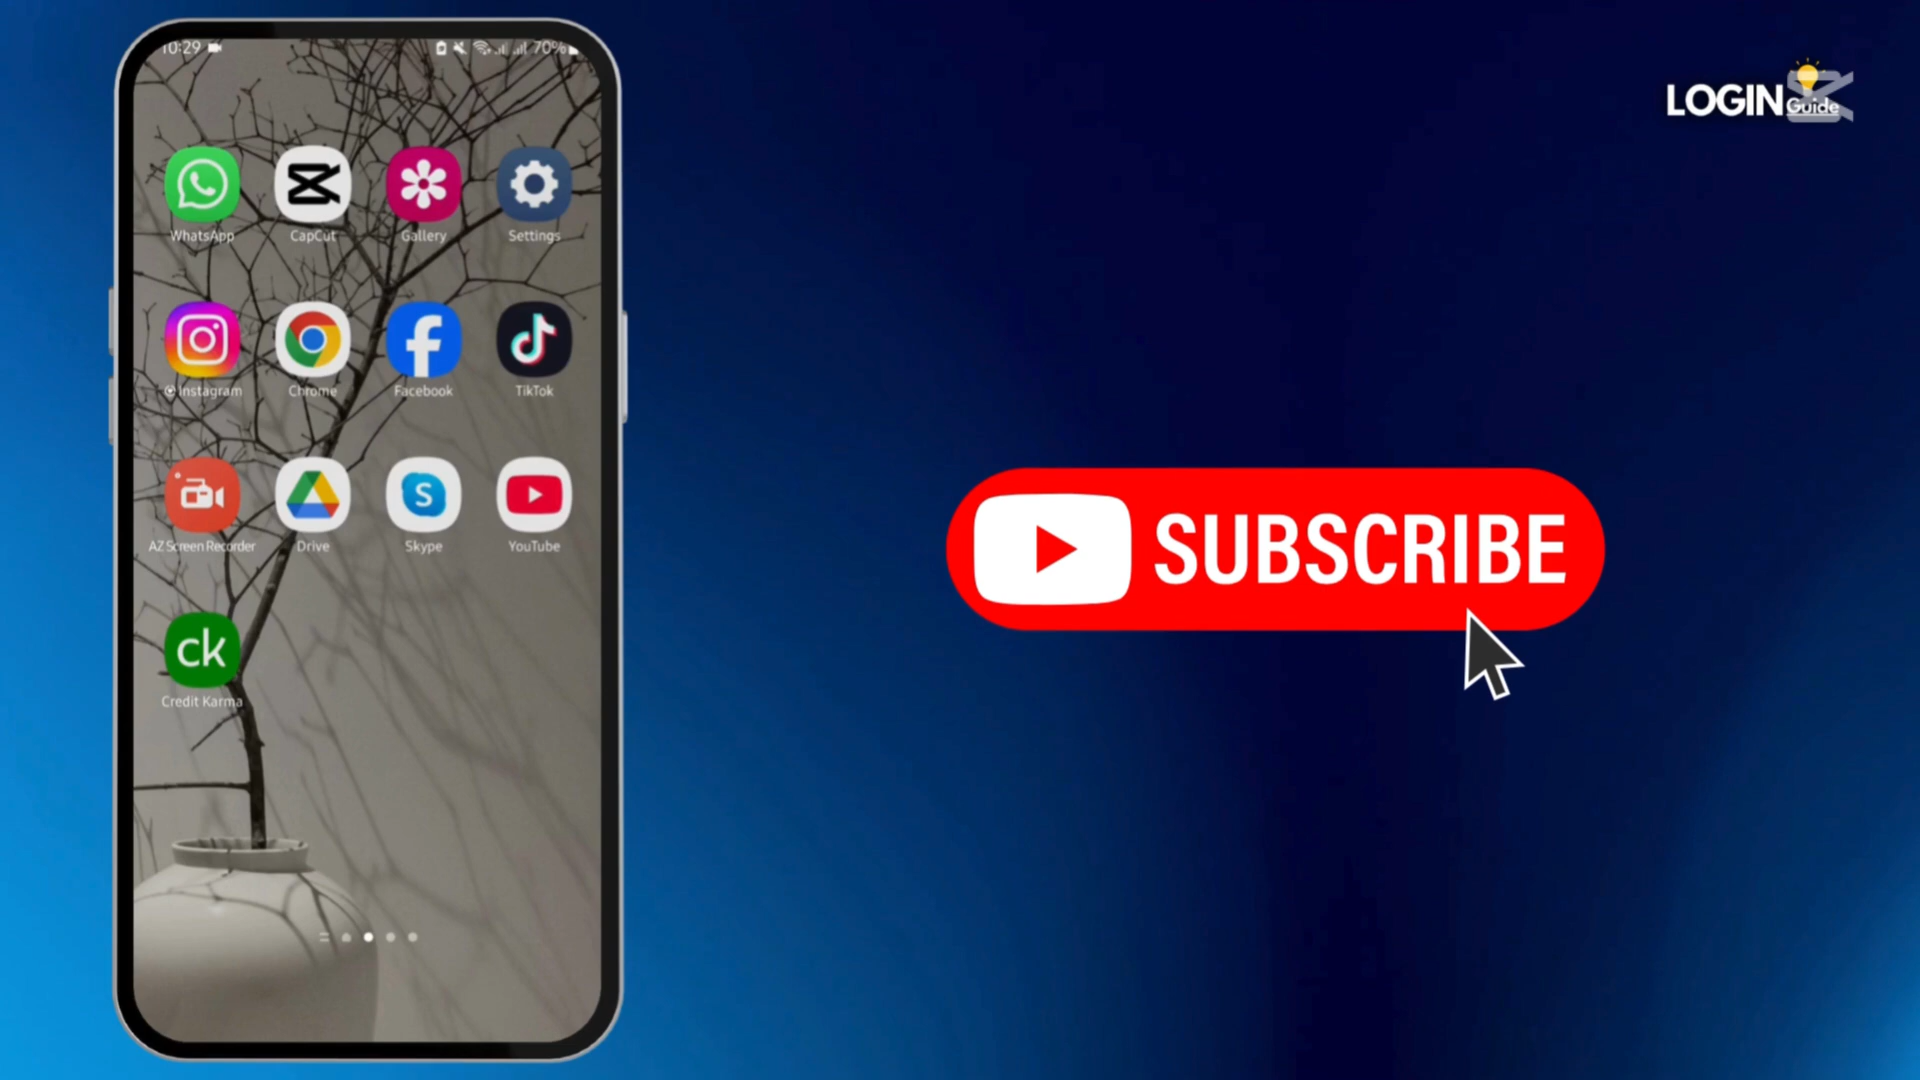 10:29 70%
LOGIN Guide
WhatsApp CapCut Gallery Settings
Instagram Chrome Facebook TikTok
AZ Screen Recorder Drive Skype YouTube
S
SUBSCRIBE
ck
Credit Karma